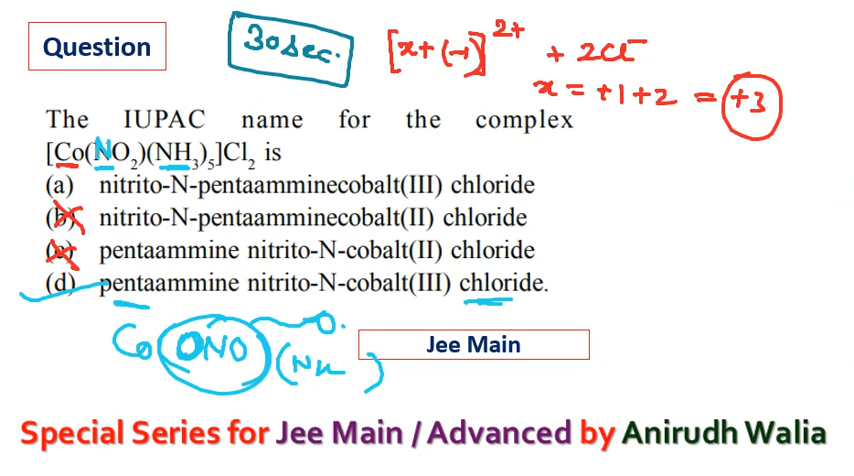 Question
30 sec.
[x+(-1)]²⁺ + 2Cl⁻
x = +1+2 = +3
The IUPAC name for the complex
[Co(NO₂)(NH₃)₅]Cl₂ is
(a) nitrito-N-pentaamminecobalt(III) chloride
(b) nitrito-N-pentaamminecobalt(II) chloride
(c) pentaammine nitrito-N-cobalt(II) chloride
(d) pentaammine nitrito-N-cobalt(III) chloride.
Co ONO (NH ) O.
Jee Main
Special Series for Jee Main / Advanced by Anirudh Walia